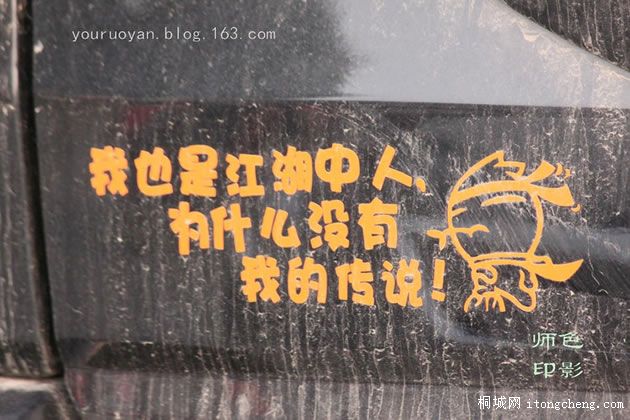 youruoyan.blog.163.com
我也是江湖中人，
为什么没有
我的传说！
师色
印影
桐城网 itongcheng.com